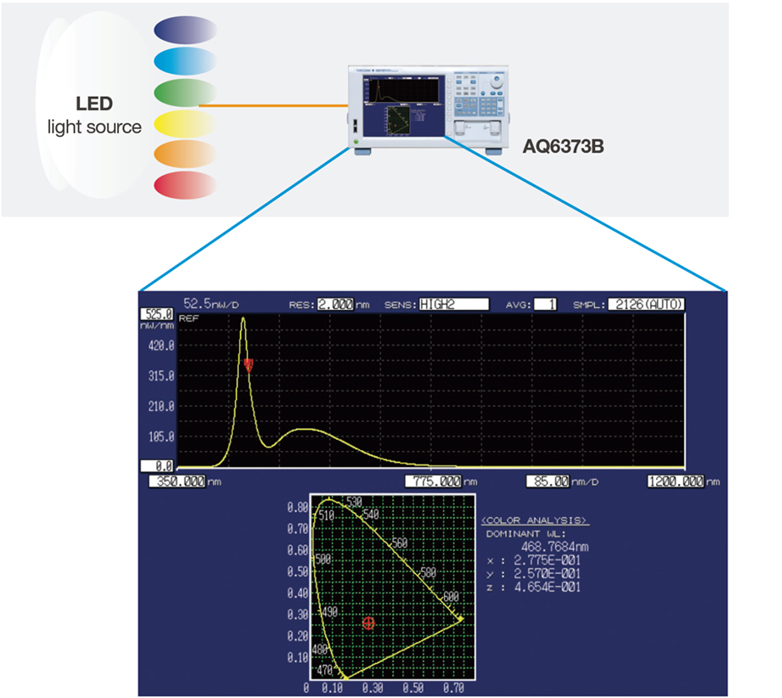 LED
light source
AQ6373B
52.5nW/D RES: 2.000 nm SENS: HIGH2 AVG: 1 SMPL: 2126(AUTO)
525.0
nW/nm
REF
420.0
315.0
210.0
105.0
0.0
350.000 nm 775.000 nm 85.00 nm/D 1200.000 nm
0.80
0.70
0.60
0.50
0.40
0.30
0.20
0.10
0 0.10 0.30 0.50 0.70
530
510
540
560
500
580
600
490
480
470
<COLOR ANALYSIS>
DOMINANT WL:
468.7684nm
x : 2.775E-001
y : 2.570E-001
z : 4.654E-001